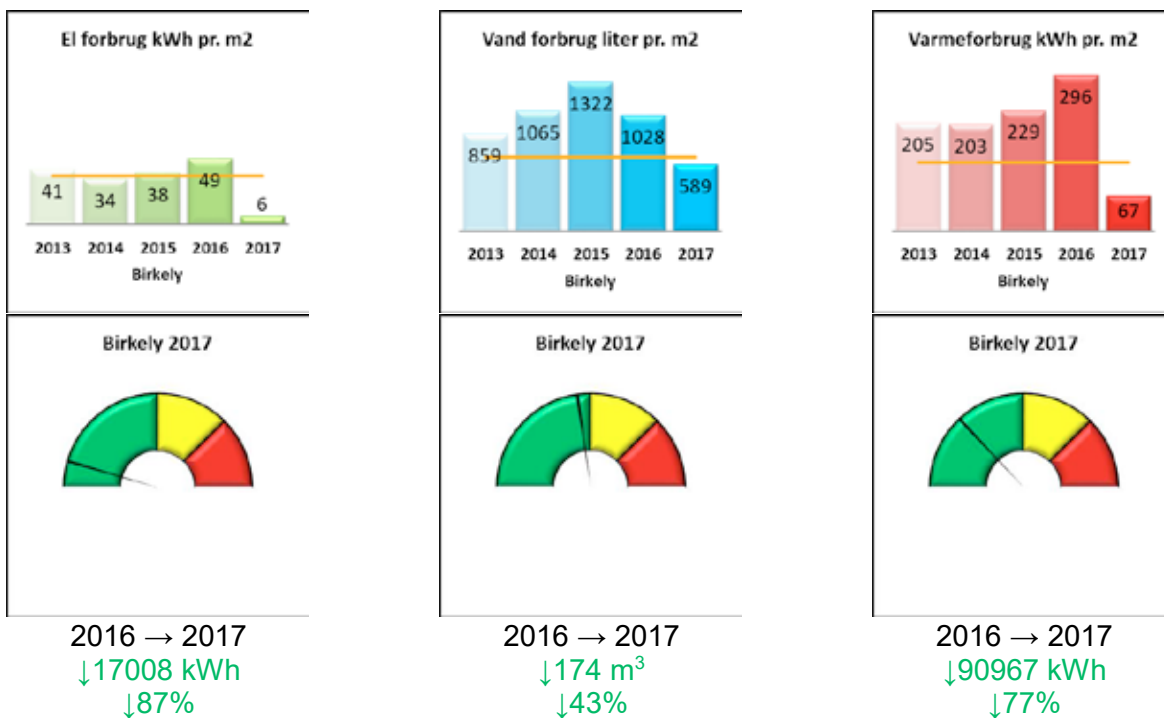 El forbrug kWh pr. m2
41
34
38
49
6
2013 2014 2015 2016 2017
Birkely
Vand forbrug liter pr. m2
859
1065
1322
1028
589
2013 2014 2015 2016 2017
Birkely
Varmeforbrug kWh pr. m2
205
203
229
296
67
2013 2014 2015 2016 2017
Birkely
Birkely 2017
Birkely 2017
Birkely 2017
2016 → 2017
↓17008 kWh
↓87%
2016 → 2017
↓174 m³
↓43%
2016 → 2017
↓90967 kWh
↓77%